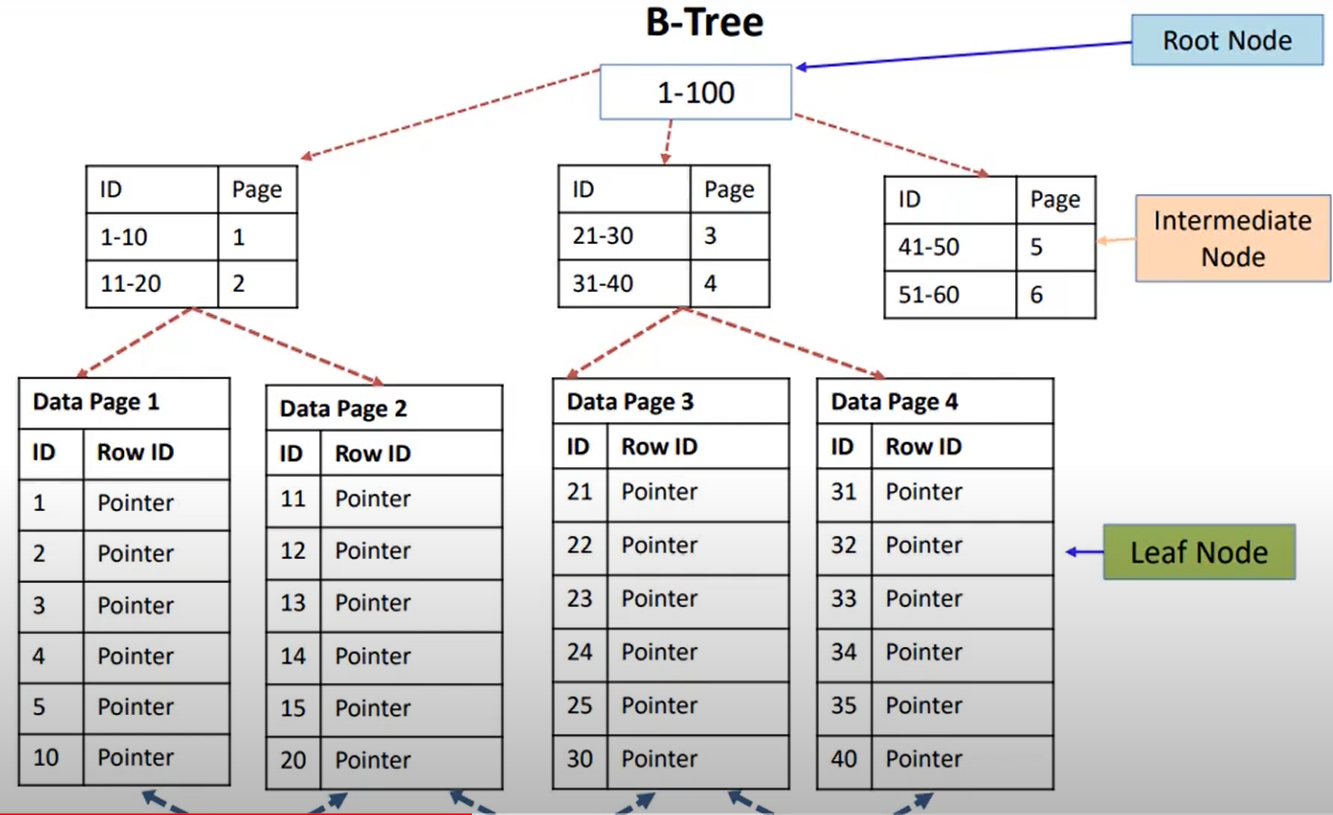 B-Tree
Root Node
1-100
ID Page
1-10 1
11-20 2
ID Page
21-30 3
31-40 4
ID Page
41-50 5
51-60 6
Intermediate
Node
Data Page 1
ID Row ID
1 Pointer
2 Pointer
3 Pointer
4 Pointer
5 Pointer
10 Pointer
Data Page 2
ID Row ID
11 Pointer
12 Pointer
13 Pointer
14 Pointer
15 Pointer
20 Pointer
Data Page 3
ID Row ID
21 Pointer
22 Pointer
23 Pointer
24 Pointer
25 Pointer
30 Pointer
Data Page 4
ID Row ID
31 Pointer
32 Pointer
33 Pointer
34 Pointer
35 Pointer
40 Pointer
Leaf Node